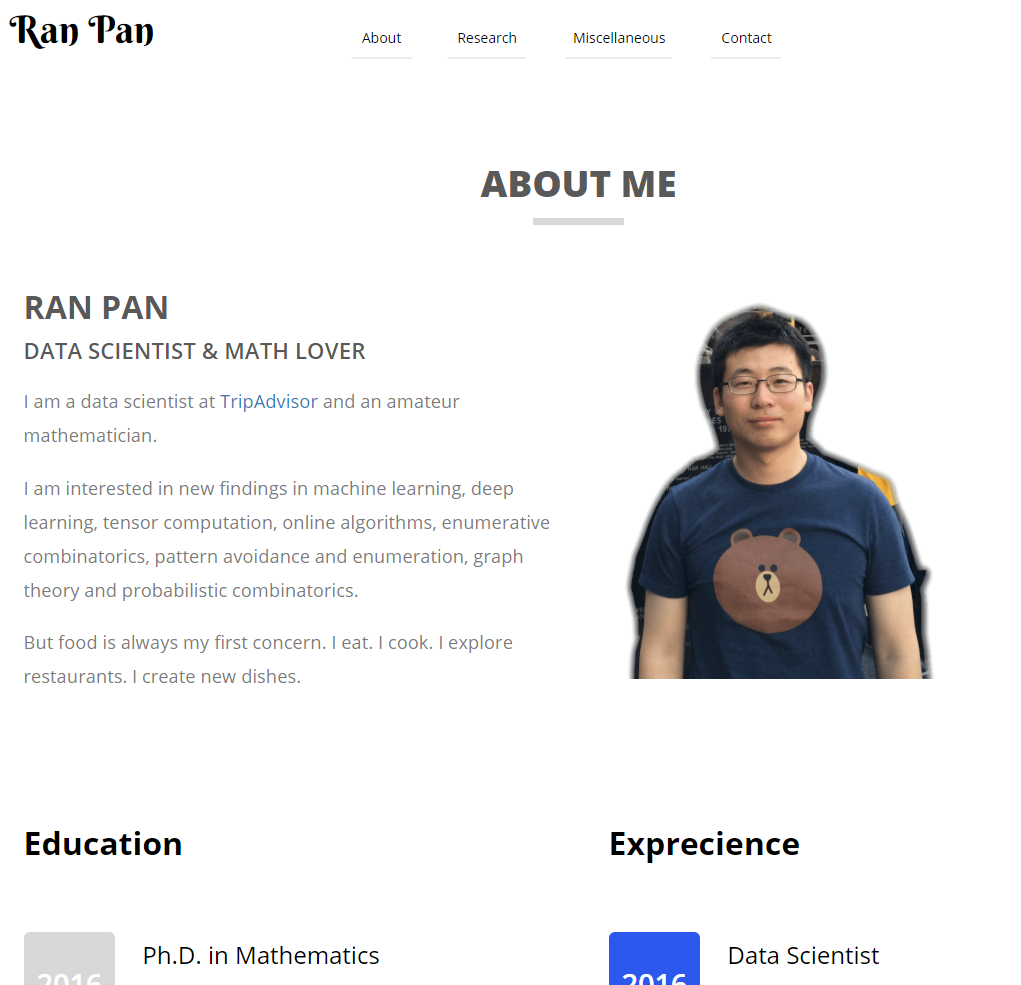 Ran Pan
About
Research
Miscellaneous
Contact
ABOUT ME
RAN PAN
DATA SCIENTIST & MATH LOVER
I am a data scientist at TripAdvisor and an amateur
mathematician.
I am interested in new findings in machine learning, deep
learning, tensor computation, online algorithms, enumerative
combinatorics, pattern avoidance and enumeration, graph
theory and probabilistic combinatorics.
But food is always my first concern. I eat. I cook. I explore
restaurants. I create new dishes.
Education
2016
Ph.D. in Mathematics
Exprecience
2016
Data Scientist